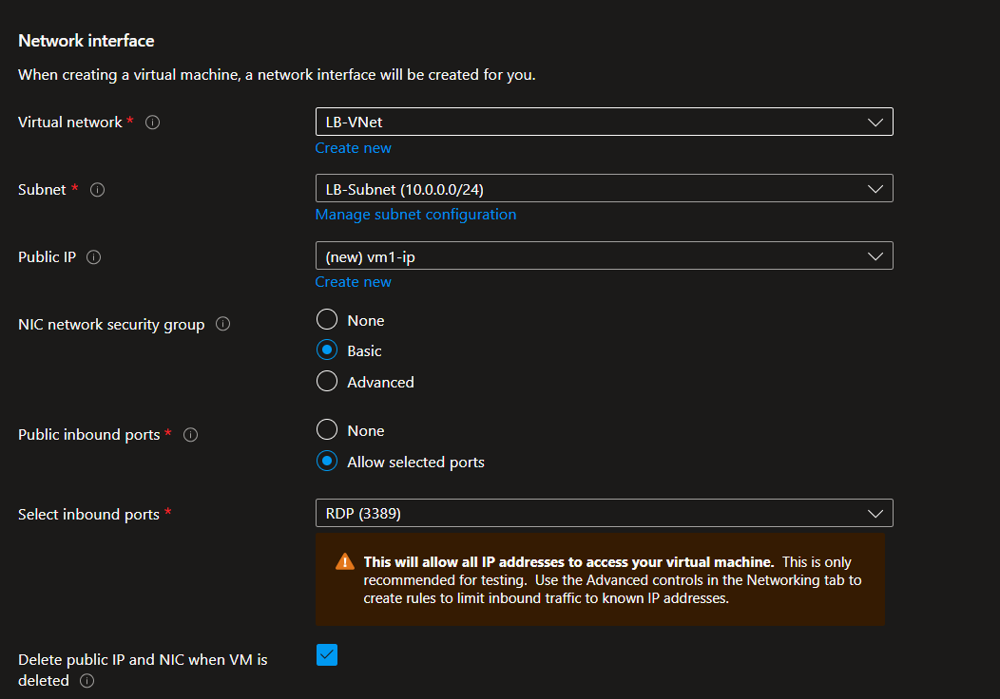 Network interface
When creating a virtual machine, a network interface will be created for you.
Virtual network *
LB-VNet
Create new
Subnet *
LB-Subnet (10.0.0.0/24)
Manage subnet configuration
Public IP
(new) vm1-ip
Create new
NIC network security group
None
Basic
Advanced
Public inbound ports *
None
Allow selected ports
Select inbound ports *
RDP (3389)
This will allow all IP addresses to access your virtual machine. This is only
recommended for testing. Use the Advanced controls in the Networking tab to
create rules to limit inbound traffic to known IP addresses.
Delete public IP and NIC when VM is
deleted